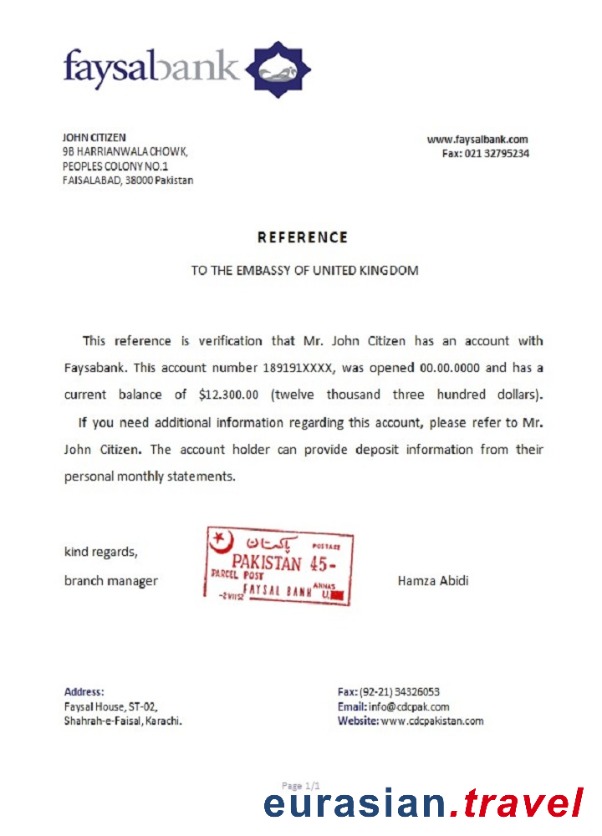 faysalbank
JOHN CITIZEN
9B HARRIANWALA CHOWK,
PEOPLES COLONY NO.1
FAISALABAD, 38000 Pakistan
www.faysalbank.com
Fax: 021 32795234
REFERENCE
TO THE EMBASSY OF UNITED KINGDOM
This reference is verification that Mr. John Citizen has an account with
Faysabank. This account number 189191XXXX, was opened 00.00.0000 and has a
current balance of $12.300.00 (twelve thousand three hundred dollars).
If you need additional information regarding this account, please refer to Mr.
John Citizen. The account holder can provide deposit information from their
personal monthly statements.
kind regards,
branch manager
پاکستان
POSTAGE
PAKISTAN 45-
PARCEL POST
ANNAS
FAYSAL BANK
Hamza Abidi
Address:
Faysal House, ST-02,
Shahrah-e-Faisal, Karachi.
Fax: (92-21) 34326053
Email: info@cdcpak.com
Website: www.cdcpakistan.com
Page 1/1
eurasian.travel